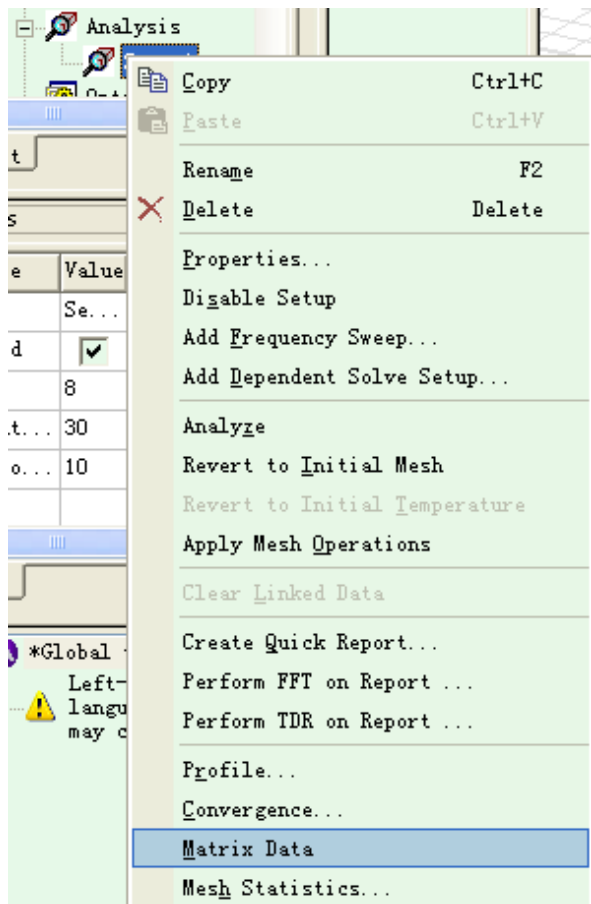 Analysis
Copy Ctrl+C
Paste Ctrl+V
t
Rename F2
s
Delete Delete
e Value
Properties...
Se...
Disable Setup
d
Add Frequency Sweep...
8
Add Dependent Solve Setup...
.t... 30
Analyze
o... 10
Revert to Initial Mesh
Revert to Initial Temperature
Apply Mesh Operations
Clear Linked Data
*Global
Create Quick Report...
Left-
Perform FFT on Report ...
langu
Perform TDR on Report ...
may c
Profile...
Convergence...
Matrix Data
Mesh Statistics...